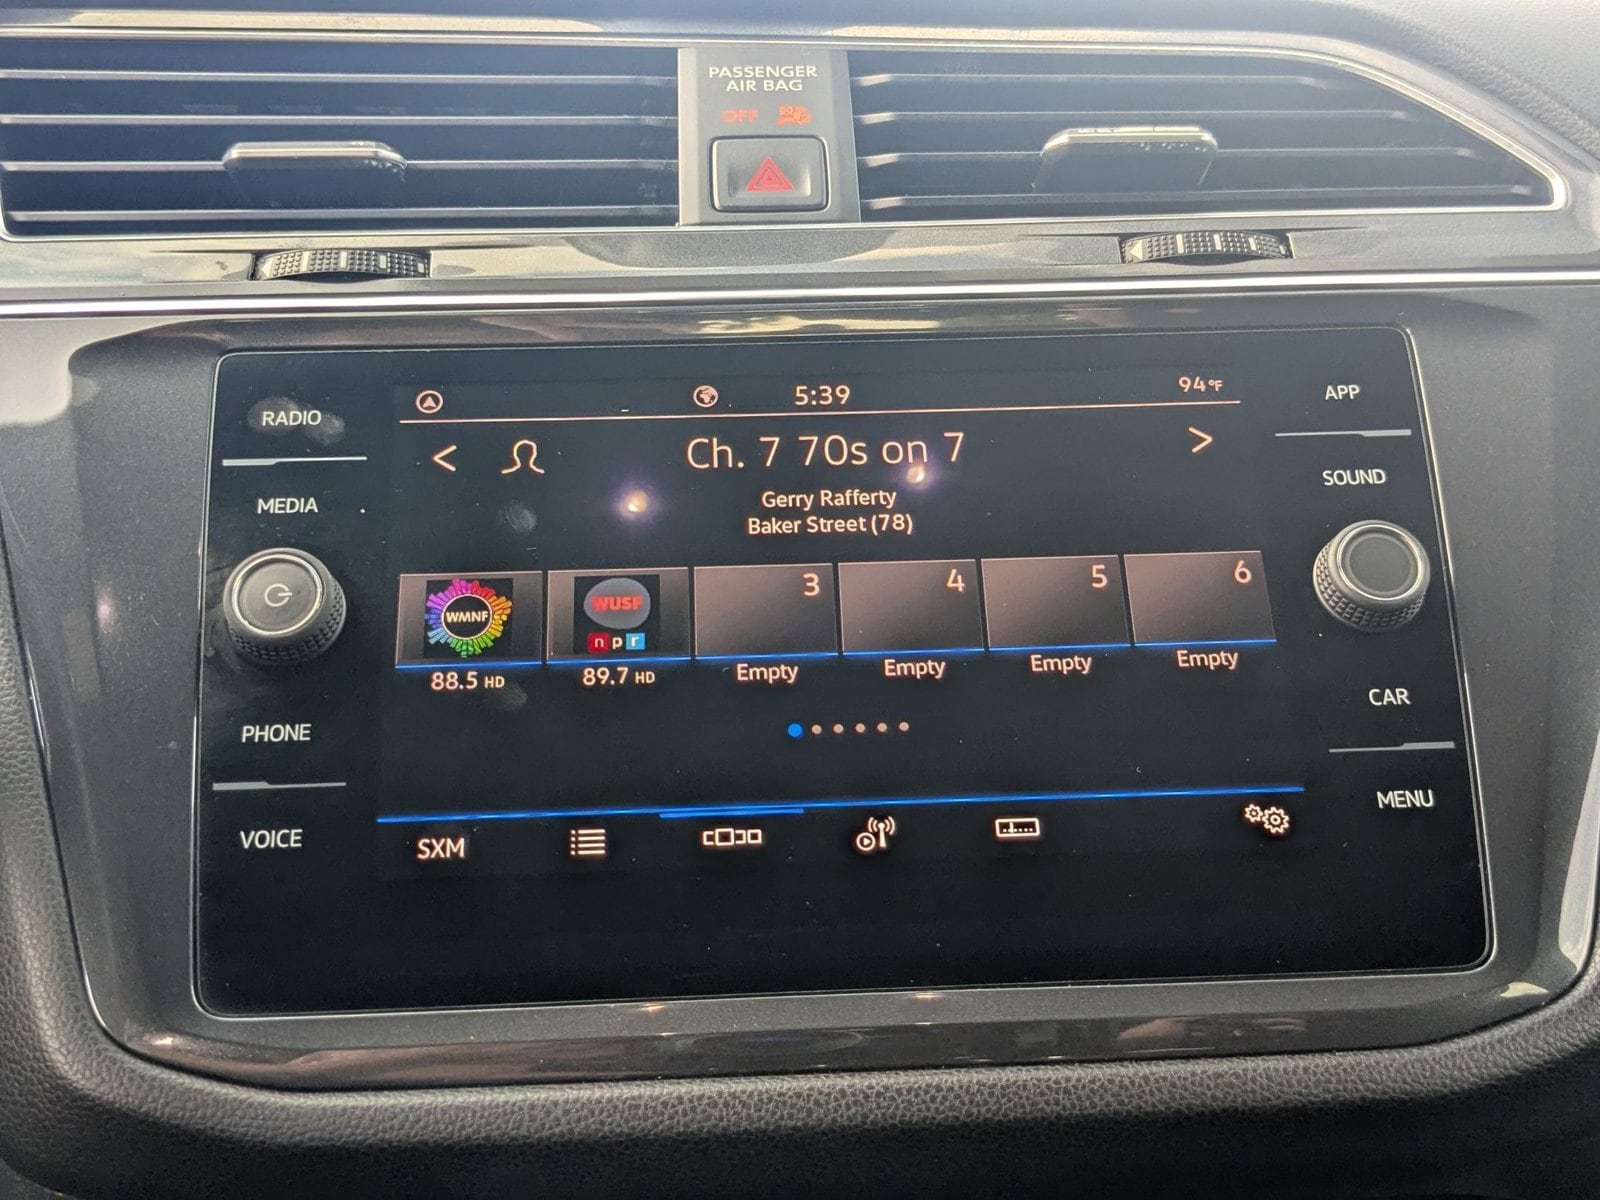 PASSENGER
AIR BAG
OFF
5:39
94°F
RADIO
APP
Ch. 7 70s on 7
MEDIA
SOUND
Gerry Rafferty
Baker Street (78)
WMNF
WUSF
npr
3
4
5
6
88.5 HD
89.7 HD
Empty
Empty
Empty
Empty
PHONE
CAR
VOICE
MENU
SXM